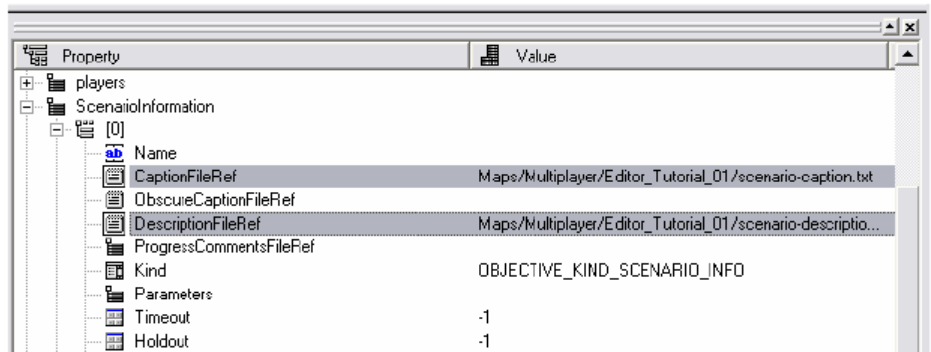 Property Value
players
ScenarioInformation
[0]
ab Name
CaptionFileRef Maps/Multiplayer/Editor_Tutorial_01/scenario-caption.txt
ObscureCaptionFileRef
DescriptionFileRef Maps/Multiplayer/Editor_Tutorial_01/scenario-descriptio...
ProgressCommentsFileRef
Kind OBJECTIVE_KIND_SCENARIO_INFO
Parameters
Timeout -1
Holdout -1